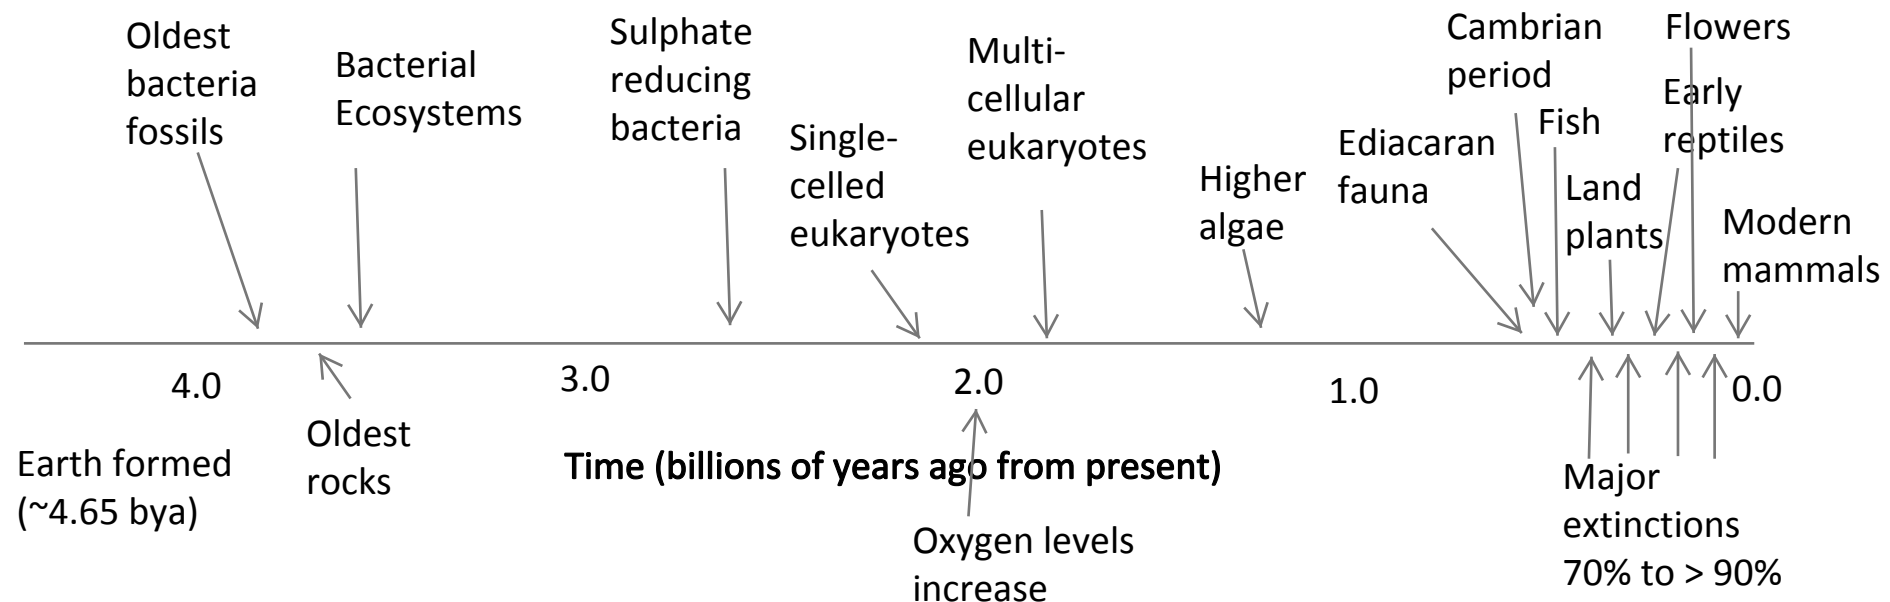 Oldest
bacteria
fossils
Bacterial
Ecosystems
Sulphate
reducing
bacteria
Single-
celled
eukaryotes
Multi-
cellular
eukaryotes
Higher
algae
Ediacaran
fauna
Cambrian
period
Fish
Land
plants
Flowers
Early
reptiles
Modern
mammals
4.0
3.0
2.0
1.0
0.0
Earth formed
(~4.65 bya)
Oldest
rocks
Time (billions of years ago from present)
Oxygen levels
increase
Major
extinctions
70% to > 90%